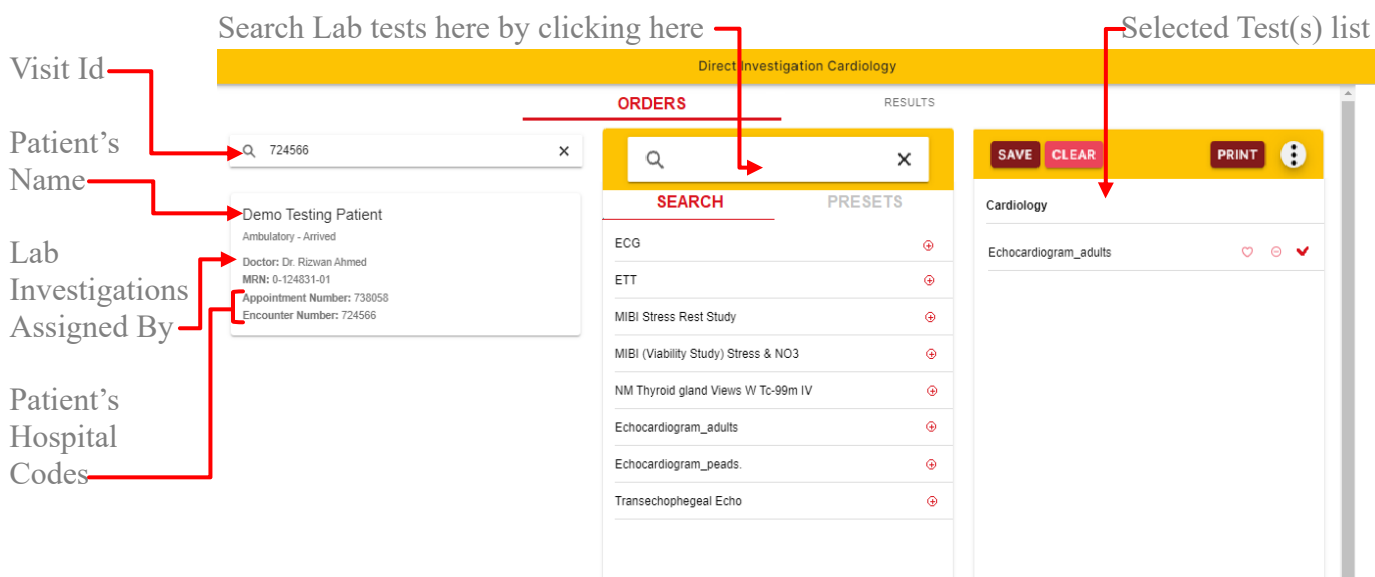 Search Lab tests here by clicking here
Selected Test(s) list
Visit Id
Patient’s
Name
Lab
Investigations
Assigned By
Patient’s
Hospital
Codes
Direct Investigation Cardiology
ORDERS
RESULTS
724566
Demo Testing Patient
Ambulatory - Arrived
Doctor: Dr. Rizwan Ahmed
MRN: 0-124831-01
Appointment Number: 738058
Encounter Number: 724566
SEARCH
PRESETS
ECG
ETT
MIBI Stress Rest Study
MIBI (Viability Study) Stress & NO3
NM Thyroid gland Views W Tc-99m IV
Echocardiogram_adults
Echocardiogram_peads.
Transechophegeal Echo
SAVE
CLEAR
PRINT
Cardiology
Echocardiogram_adults